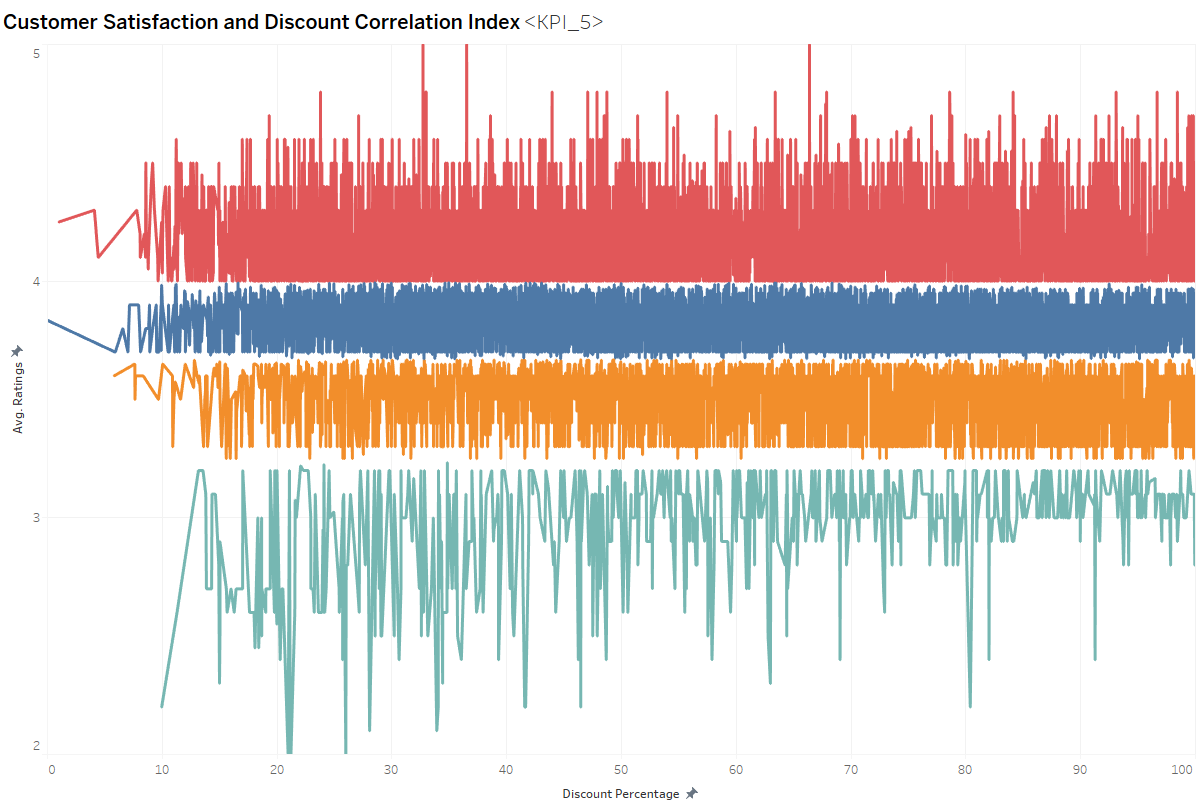 Customer Satisfaction and Discount Correlation Index <KPI_5>
5
4
3
2
Avg. Ratings
0 10 20 30 40 50 60 70 80 90 100
Discount Percentage